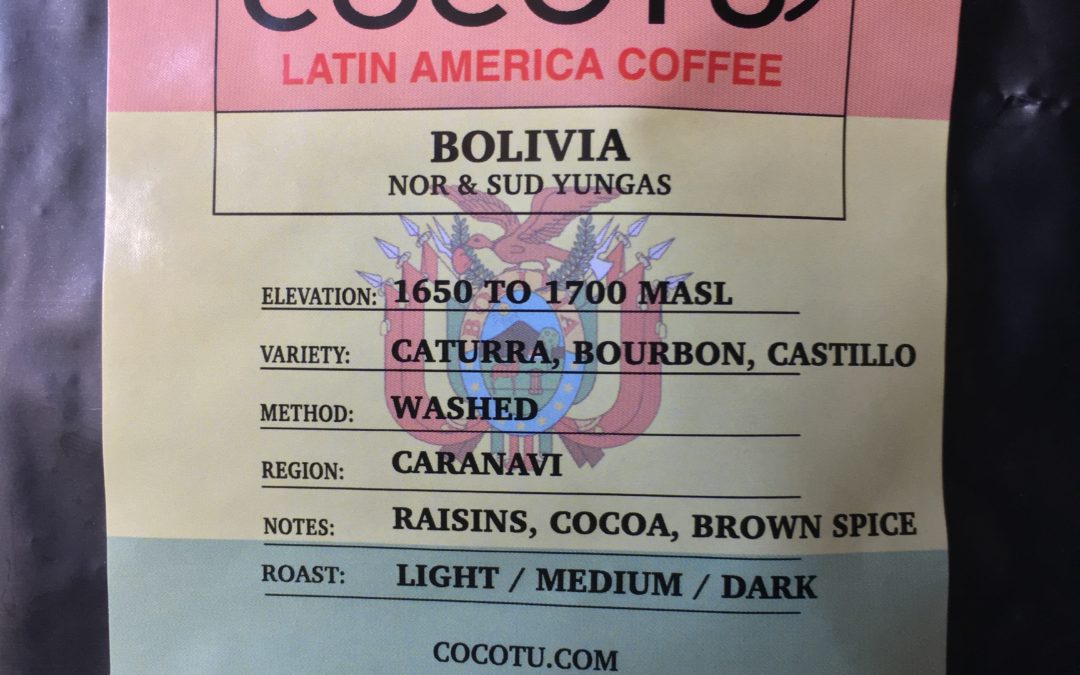 COCOTU
LATIN AMERICA COFFEE
BOLIVIA
NOR & SUD YUNGAS
ELEVATION: 1650 TO 1700 MASL
VARIETY: CATURRA, BOURBON, CASTILLO
METHOD: WASHED
REGION: CARANAVI
NOTES: RAISINS, COCOA, BROWN SPICE
ROAST: LIGHT / MEDIUM / DARK
COCOTU.COM